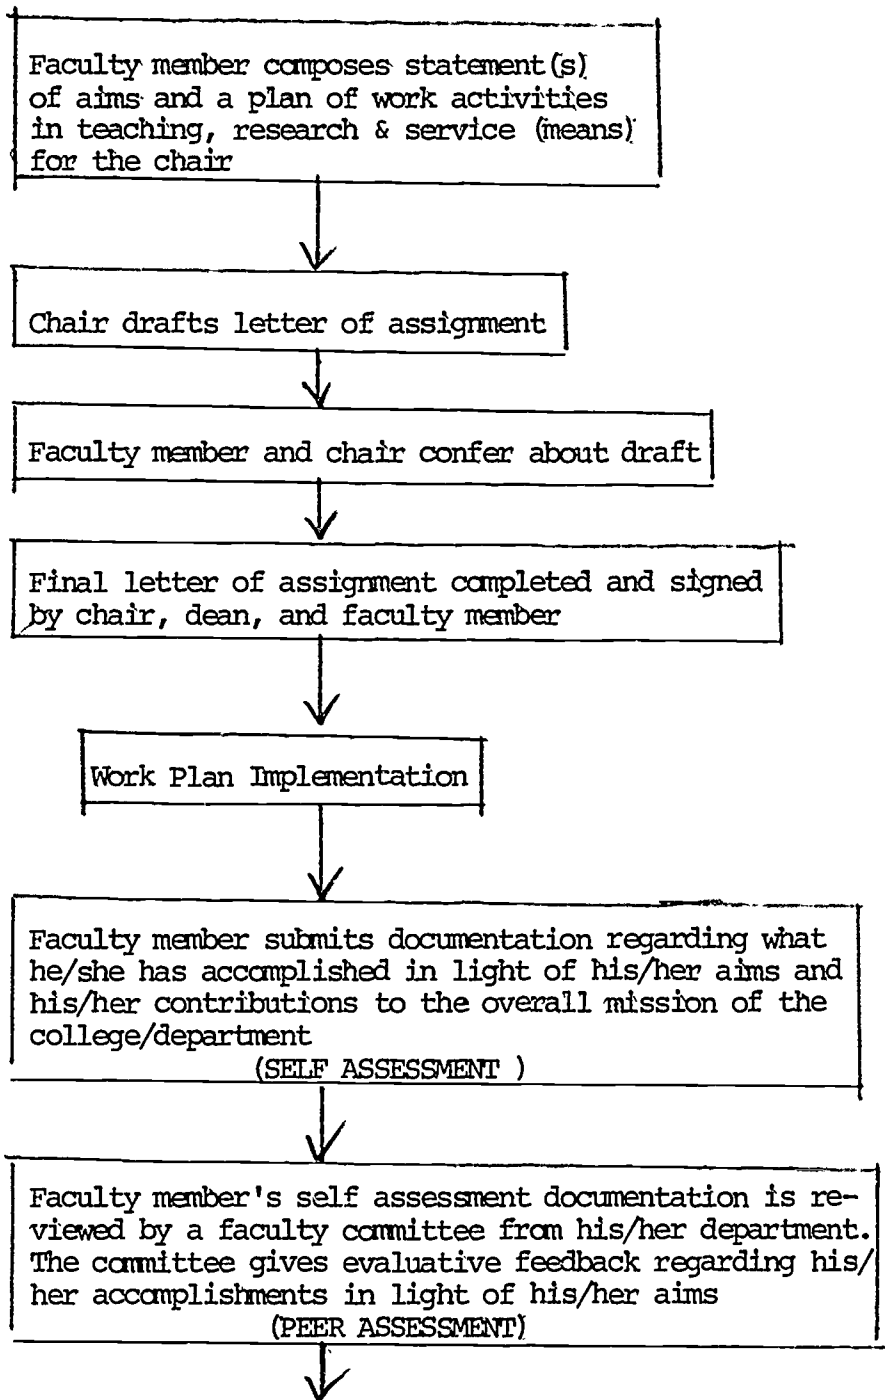 Faculty member composes statement(s)
of aims and a plan of work activities
in teaching, research & service (means)
for the chair
Chair drafts letter of assignment
Faculty member and chair confer about draft
Final letter of assignment completed and signed
by chair, dean, and faculty member
Work Plan Implementation
Faculty member submits documentation regarding what
he/she has accomplished in light of his/her aims and
his/her contributions to the overall mission of the
college/department
(SELF ASSESSMENT )
Faculty member's self assessment documentation is re-
viewed by a faculty committee from his/her department.
The committee gives evaluative feedback regarding his/
her accomplishments in light of his/her aims
(PEER ASSESSMENT)